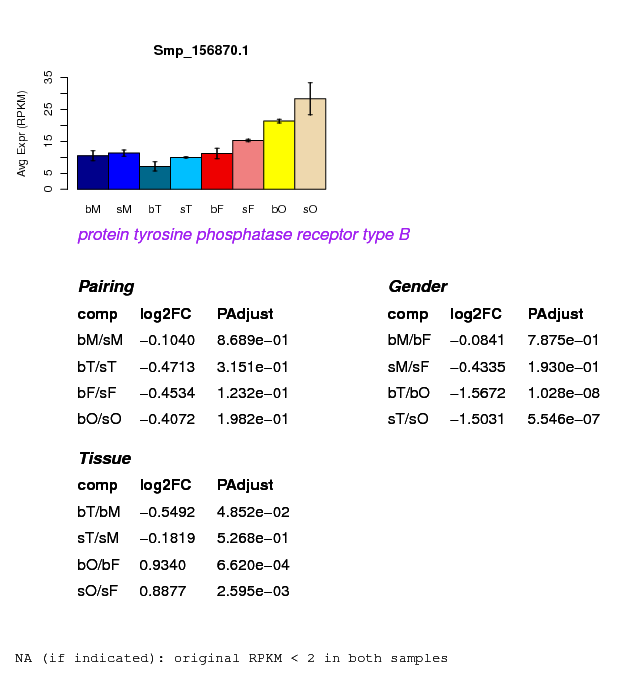 Smp_156870.1
Avg Expr (RPKM)
0 5 15 25 35
bM sM bT sT bF sF bO sO
protein tyrosine phosphatase receptor type B
Pairing
comp log2FC PAdjust
bM/sM −0.1040 8.689e−01
bT/sT −0.4713 3.151e−01
bF/sF −0.4534 1.232e−01
bO/sO −0.4072 1.982e−01
Gender
comp log2FC PAdjust
bM/bF −0.0841 7.875e−01
sM/sF −0.4335 1.930e−01
bT/bO −1.5672 1.028e−08
sT/sO −1.5031 5.546e−07
Tissue
comp log2FC PAdjust
bT/bM −0.5492 4.852e−02
sT/sM −0.1819 5.268e−01
bO/bF 0.9340 6.620e−04
sO/sF 0.8877 2.595e−03
NA (if indicated): original RPKM < 2 in both samples